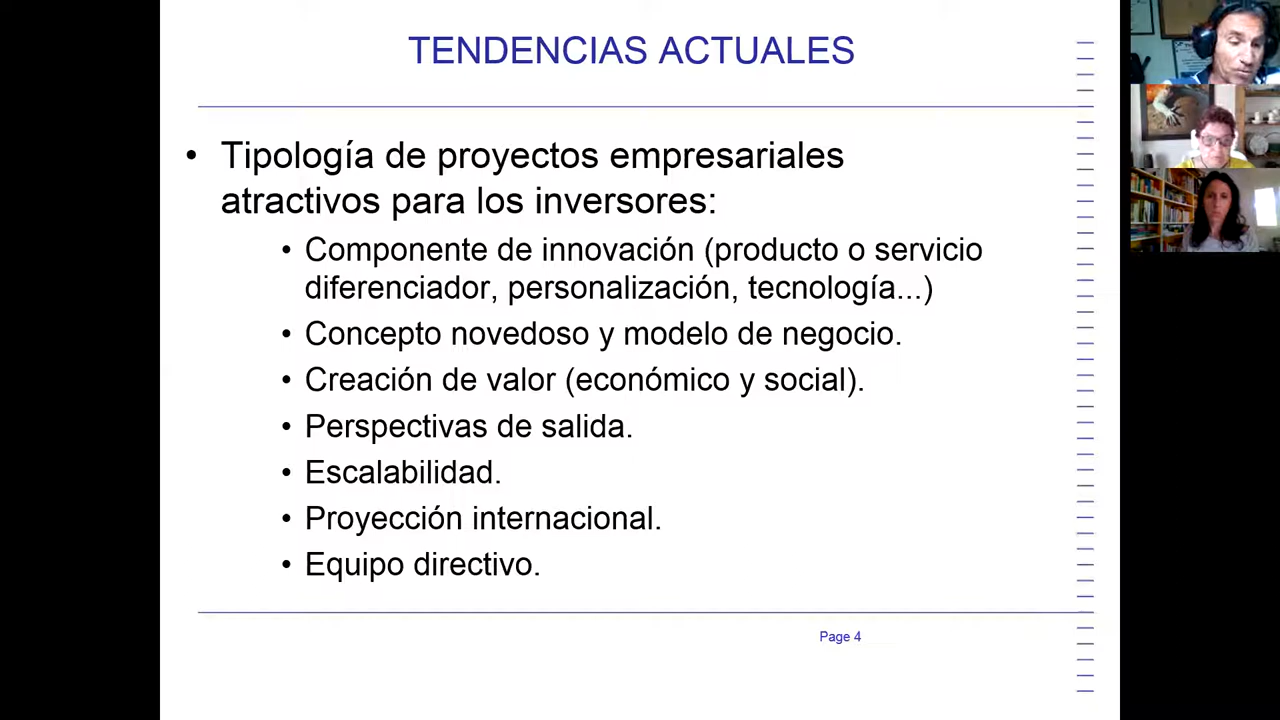 TENDENCIAS ACTUALES
• Tipología de proyectos empresariales
atractivos para los inversores:
• Componente de innovación (producto o servicio
diferenciador, personalización, tecnología...)
• Concepto novedoso y modelo de negocio.
• Creación de valor (económico y social).
• Perspectivas de salida.
• Escalabilidad.
• Proyección internacional.
• Equipo directivo.
Page 4